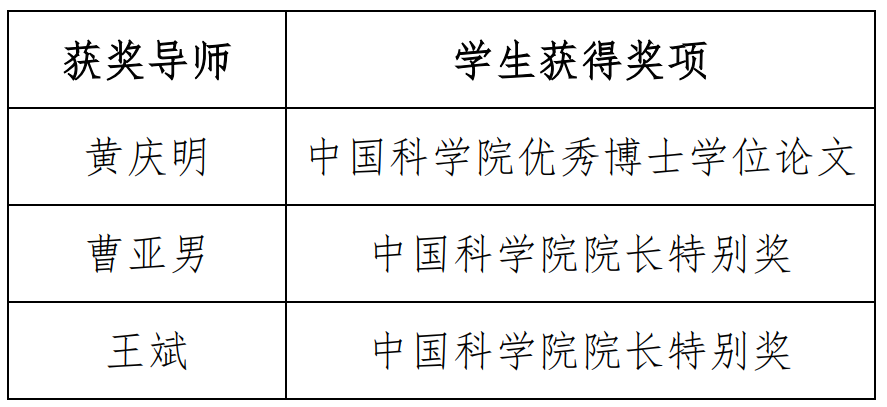 获奖导师 学生获得奖项
黄庆明 中国科学院优秀博士学位论文
曹亚男 中国科学院院长特别奖
王斌 中国科学院院长特别奖